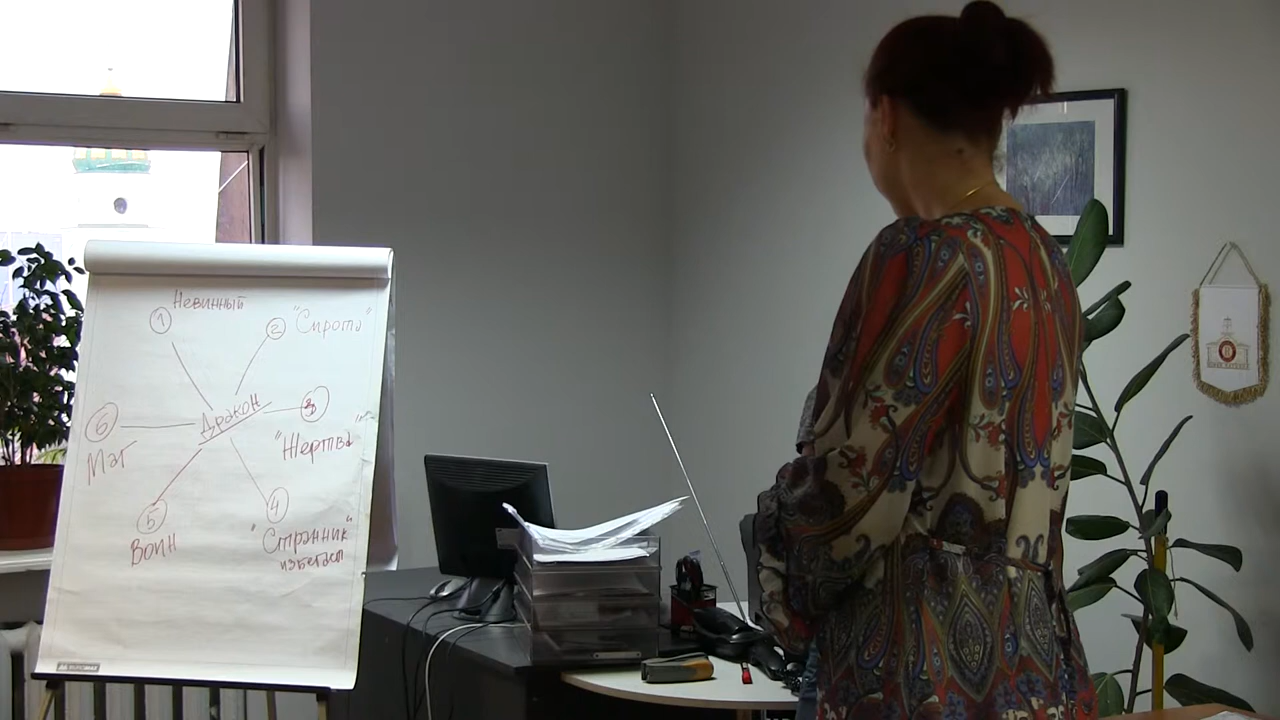 Невинный
1
2 "Сирота"
Дракон
3
"Жертва"
6
Маг
5
Воин
4
"Странник"
избегает